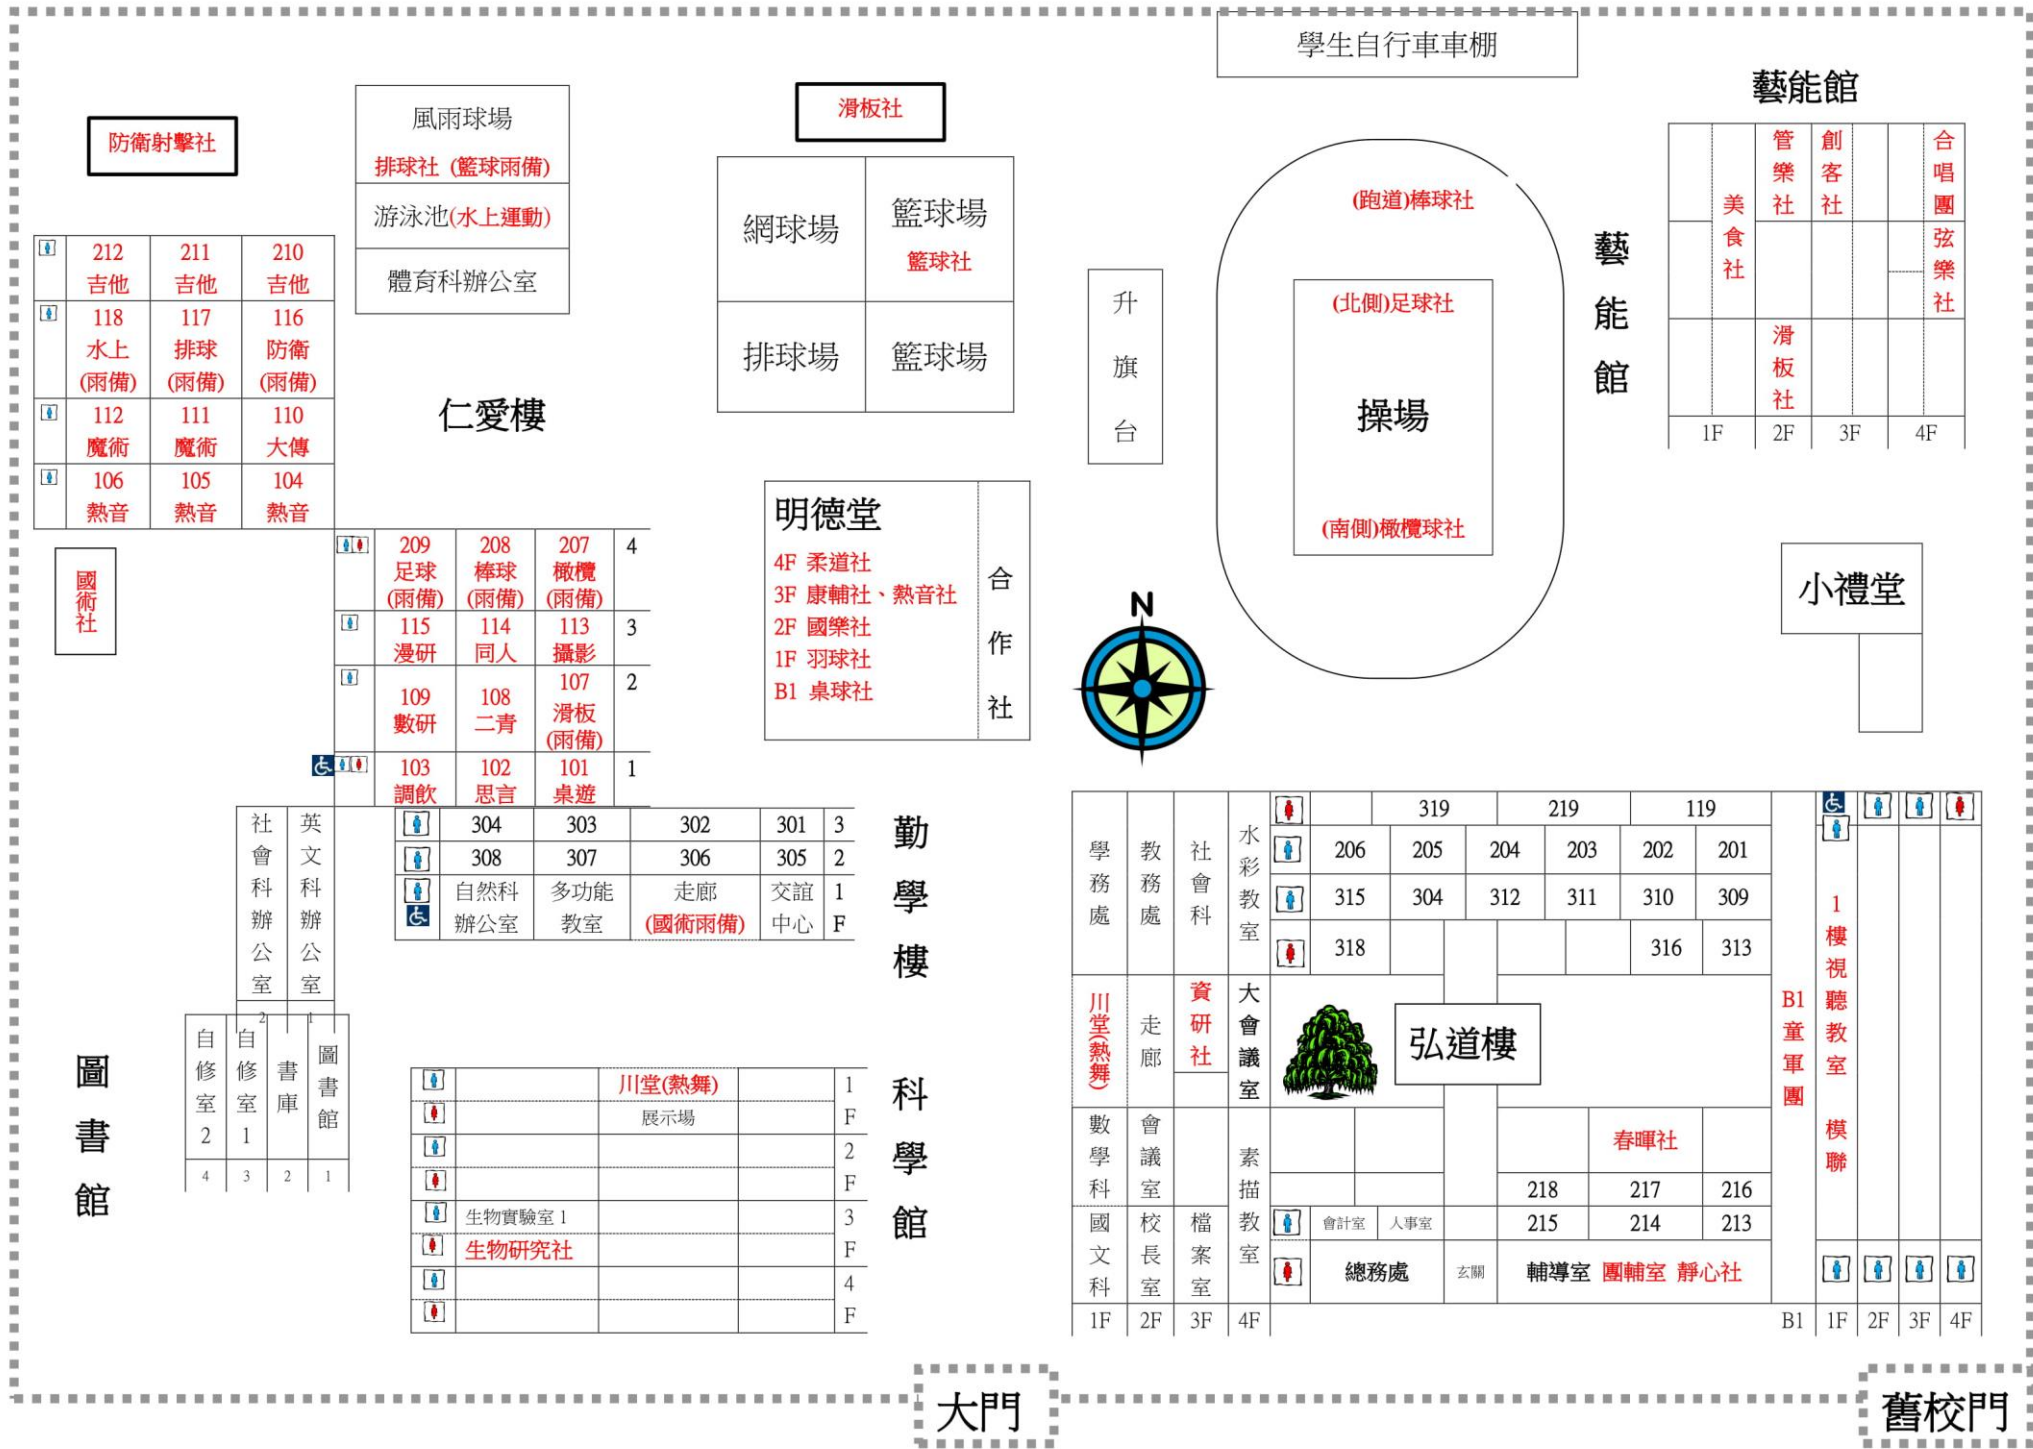 學生自行車車棚
藝能館
防衛射擊社
風雨球場
排球社 (籃球雨備)
游泳池(水上運動)
體育科辦公室
滑板社
網球場
籃球場
籃球社
排球場
籃球場
升旗台
(跑道)棒球社
(北側)足球社
操場
(南側)橄欖球社
藝能館
美食社
管樂社
創客社
合唱團
弦樂社
滑板社
1F 2F 3F 4F
212 211 210
吉他 吉他 吉他
118 117 116
水上 排球 防衛
(雨備) (雨備) (雨備)
112 111 110
魔術 魔術 大傳
106 105 104
熱音 熱音 熱音
仁愛樓
國術社
209 208 207 4
足球 棒球 橄欖
(雨備) (雨備) (雨備)
115 114 113 3
漫研 同人 攝影
109 108 107 2
數研 二青 滑板
(雨備)
103 102 101 1
調飲 思言 桌遊
明德堂
4F 柔道社
3F 康輔社、熱音社
2F 國樂社
1F 羽球社
B1 桌球社
合作社
N
小禮堂
社會科辦公室
英文科辦公室
2 1
304 303 302 301 3
308 307 306 305 2
自然科 多功能 走廊 交誼 1
辦公室 教室 (國術雨備) 中心 F
勤學樓
圖書館
自修室2
自修室1
書庫
圖書館
4 3 2 1
川堂(熱舞) 1
展示場 F
2
F
生物實驗室 1 3
生物研究社 F
4
F
科學館
學務處
教務處
社會科
水彩教室
319 219 119
206 205 204 203 202 201
315 304 312 311 310 309
318 316 313
川堂(熱舞)
走廊
資研社
大會議室
弘道樓
數學科
會議室
素描教室
國文科
校長室
檔案室
春暉社
218 217 216
會計室 人事室 215 214 213
總務處 玄關 輔導室 團輔室 靜心社
B1童軍團
1樓視聽教室 模聯
1F 2F 3F 4F
B1 1F 2F 3F 4F
大門
舊校門